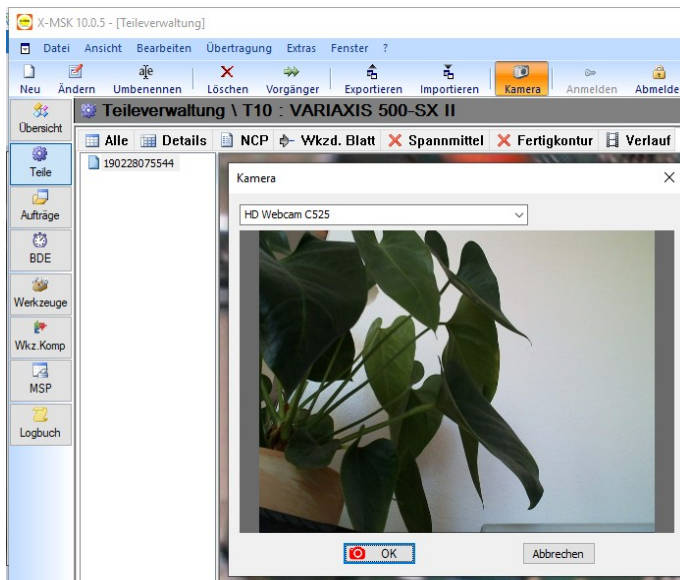 X-MSK 10.0.5 - [Teileverwaltung]
Datei Ansicht Bearbeiten Übertragung Extras Fenster ?
Neu Ändern Umbenennen Löschen Vorgänger Exportieren Importieren Kamera Anmelden Abmelde
Übersicht
Teile
Aufträge
BDE
Werkzeuge
Wkz.Komp
MSP
Logbuch
Teileverwaltung \ T10 : VARIAXIS 500-SX II
Alle Details NCP Wkzd. Blatt Spannmittel Fertigkontur Verlauf
190228075544
Kamera
HD Webcam C525
OK Abbrechen